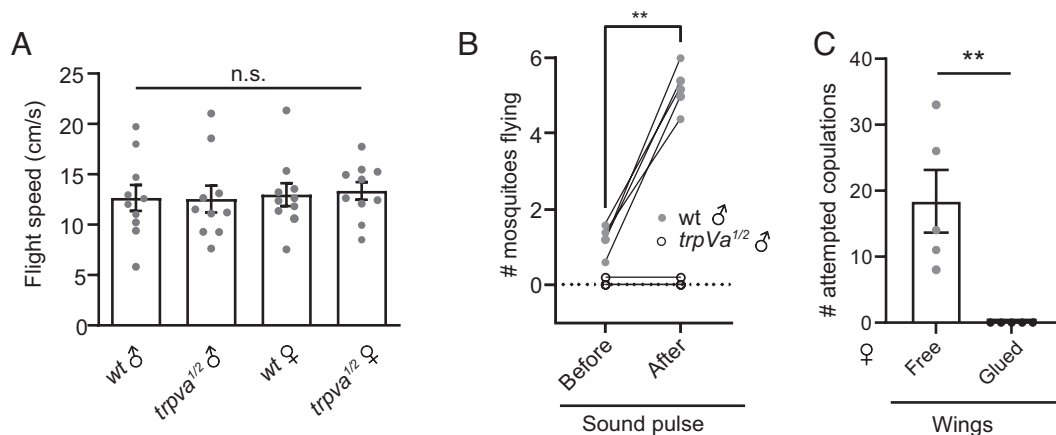 A
n.s.
Flight speed (cm/s)
25
20
15
10
5
0
wt ♂
trpva1/2 ♂
wt ♀
trpva1/2 ♀
B
**
# mosquitoes flying
6
4
2
0
wt ♂
trpVa1/2 ♂
Before
After
Sound pulse
C
**
# attempted copulations
40
30
20
10
0
♀
Free
Glued
Wings